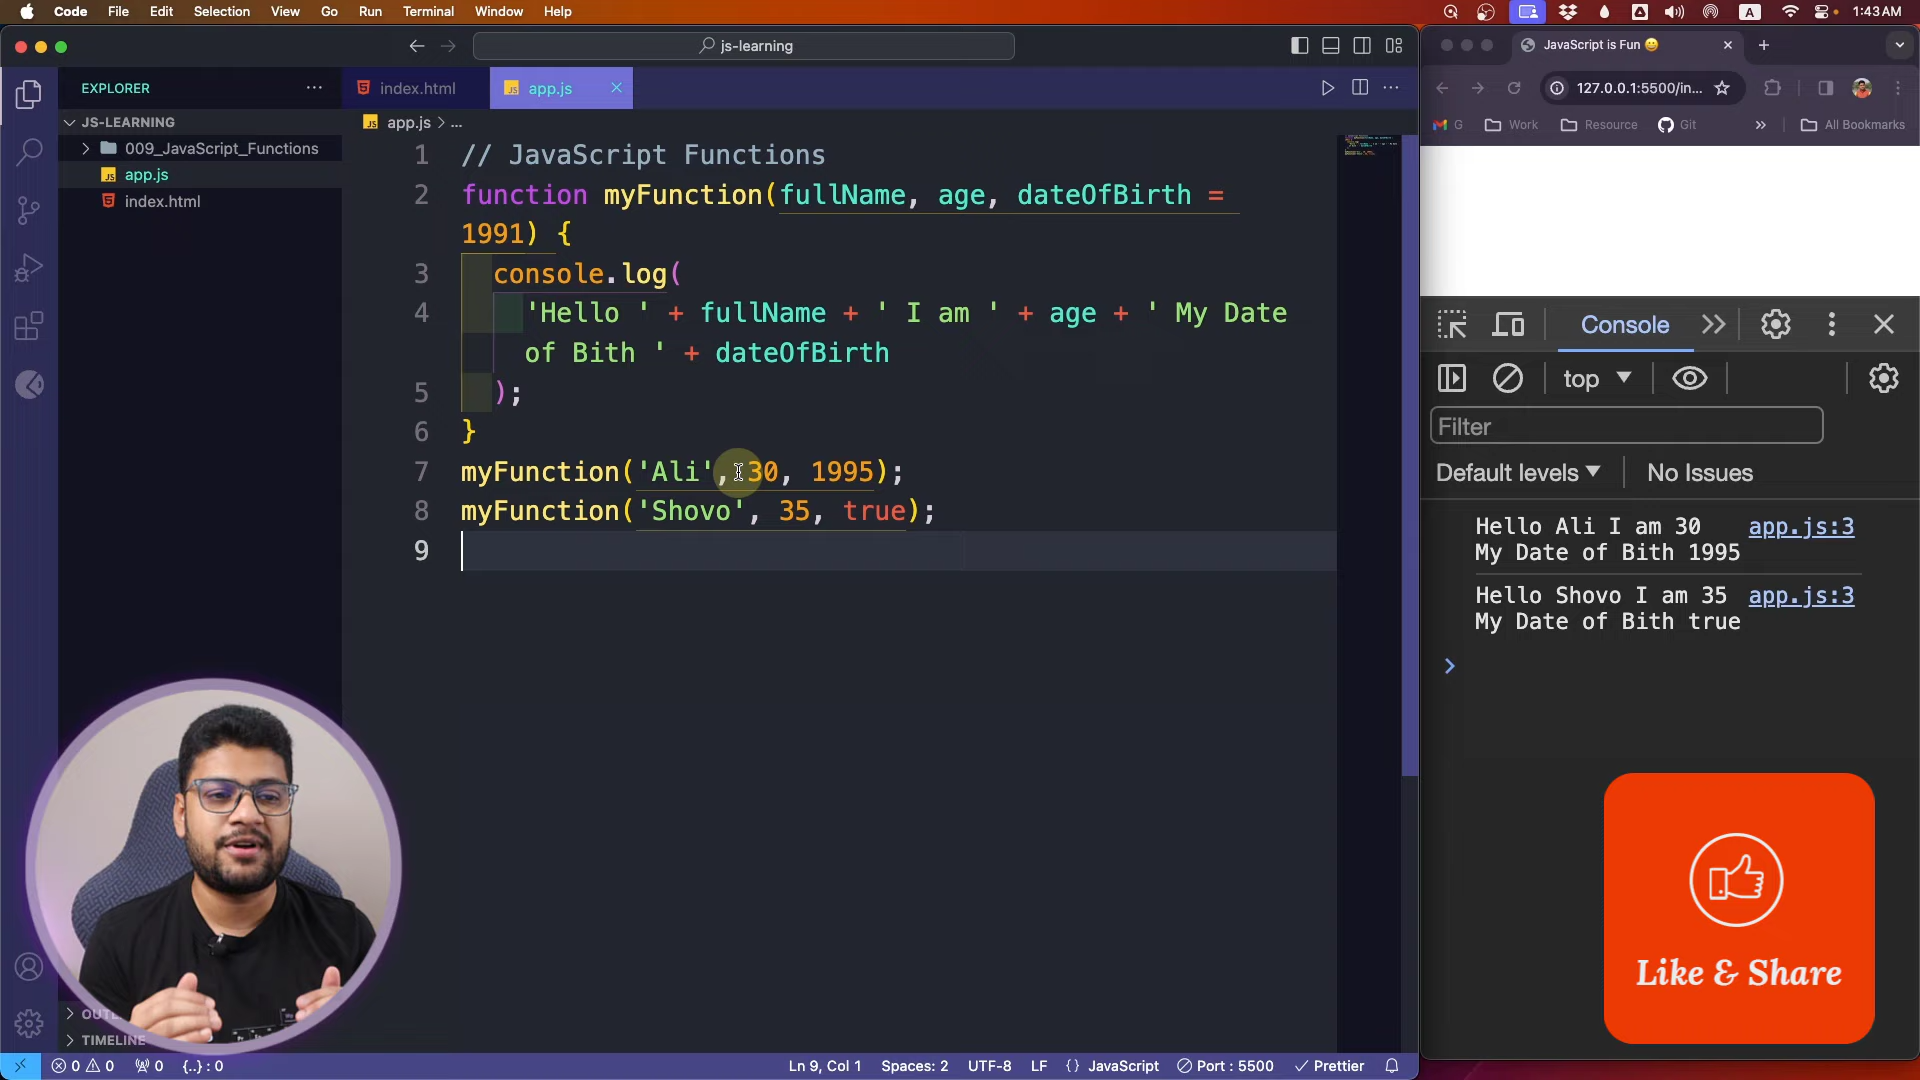 Code File Edit Selection View Go Run Terminal Window Help
A 1:43 AM
js-learning
JavaScript is Fun 😀
EXPLORER
index.html
app.js
127.0.0.1:5500/in...
G Work Resource Git » All Bookmarks
JS-LEARNING
009_JavaScript_Functions
app.js
index.html
app.js > ...
1 // JavaScript Functions
2 function myFunction(fullName, age, dateOfBirth =
1991) {
3 console.log(
4 'Hello ' + fullName + ' I am ' + age + ' My Date
of Bith ' + dateOfBirth
5 );
6 }
7 myFunction('Ali', 30, 1995);
8 myFunction('Shovo', 35, true);
9
Console
top
Filter
Default levels No Issues
Hello Ali I am 30 app.js:3
My Date of Bith 1995
Hello Shovo I am 35 app.js:3
My Date of Bith true
Like & Share
TIMELINE
0 0 0 {..} : 0
Ln 9, Col 1 Spaces: 2 UTF-8 LF {} JavaScript Port : 5500 Prettier